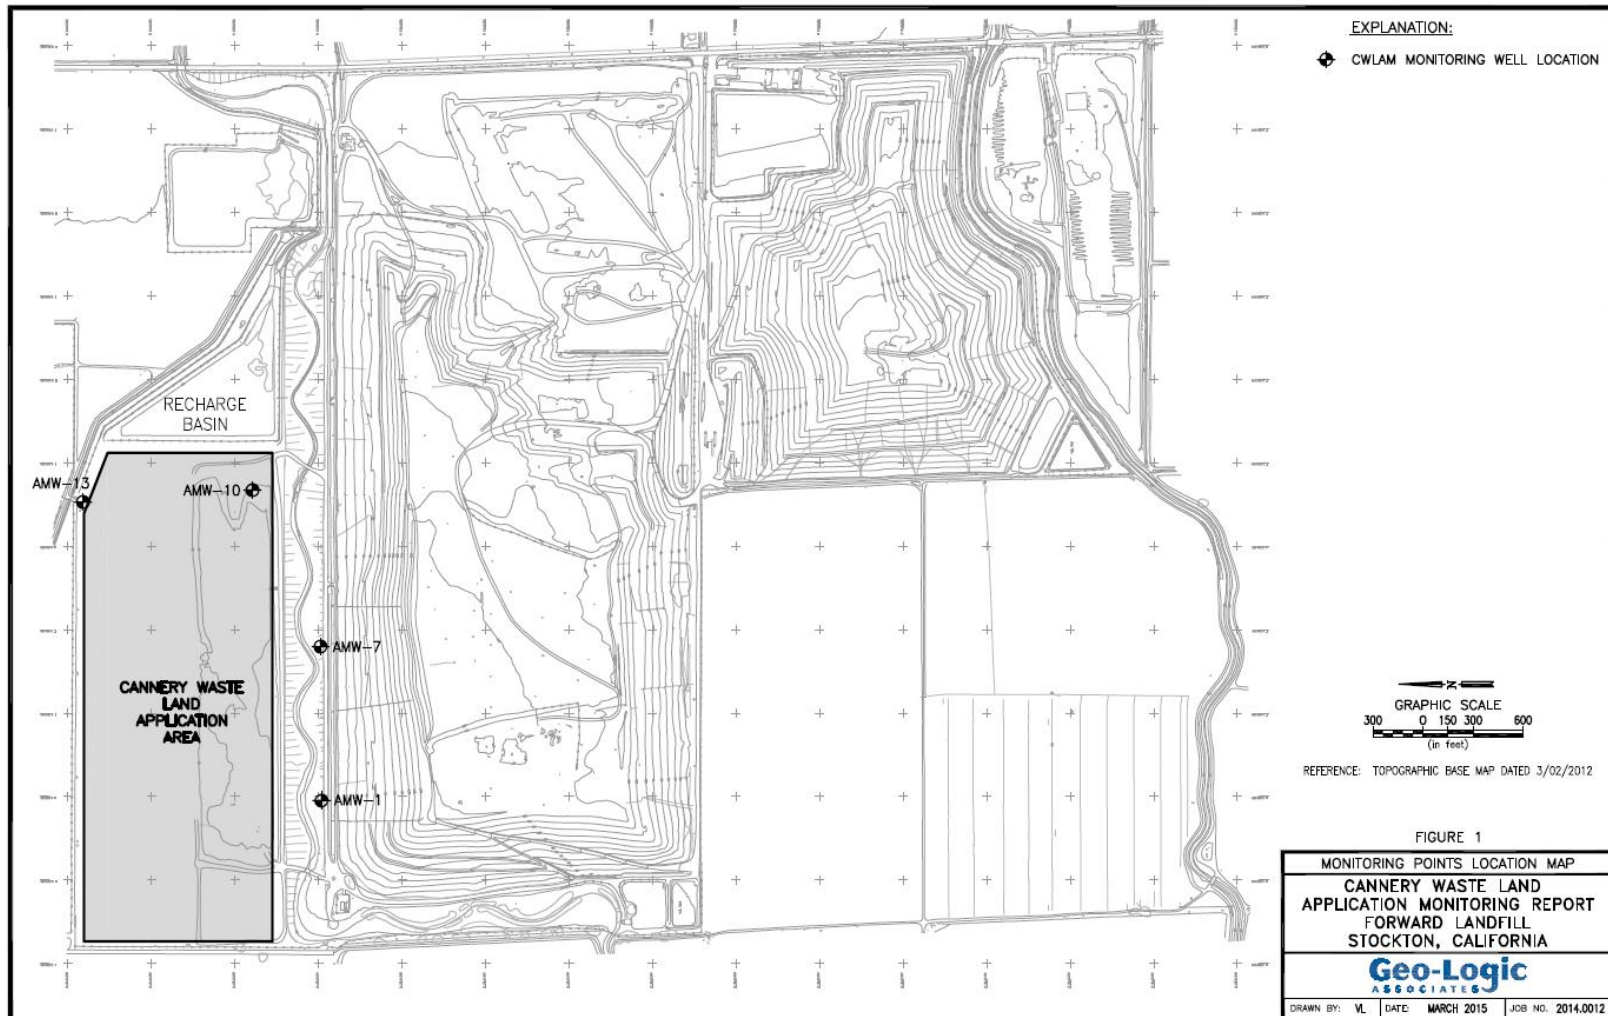 EXPLANATION:
CWLAM MONITORING WELL LOCATION
RECHARGE
BASIN
AMW-13
AMW-10
AMW-7
CANNERY WASTE
LAND
APPLICATION
AREA
AMW-1
N
GRAPHIC SCALE
300 0 150 300 600
(in feet)
REFERENCE: TOPOGRAPHIC BASE MAP DATED 3/02/2012
FIGURE 1
MONITORING POINTS LOCATION MAP
CANNERY WASTE LAND
APPLICATION MONITORING REPORT
FORWARD LANDFILL
STOCKTON, CALIFORNIA
Geo-Logic
ASSOCIATES
DRAWN BY: VL DATE: MARCH 2015 JOB NO. 2014.0012